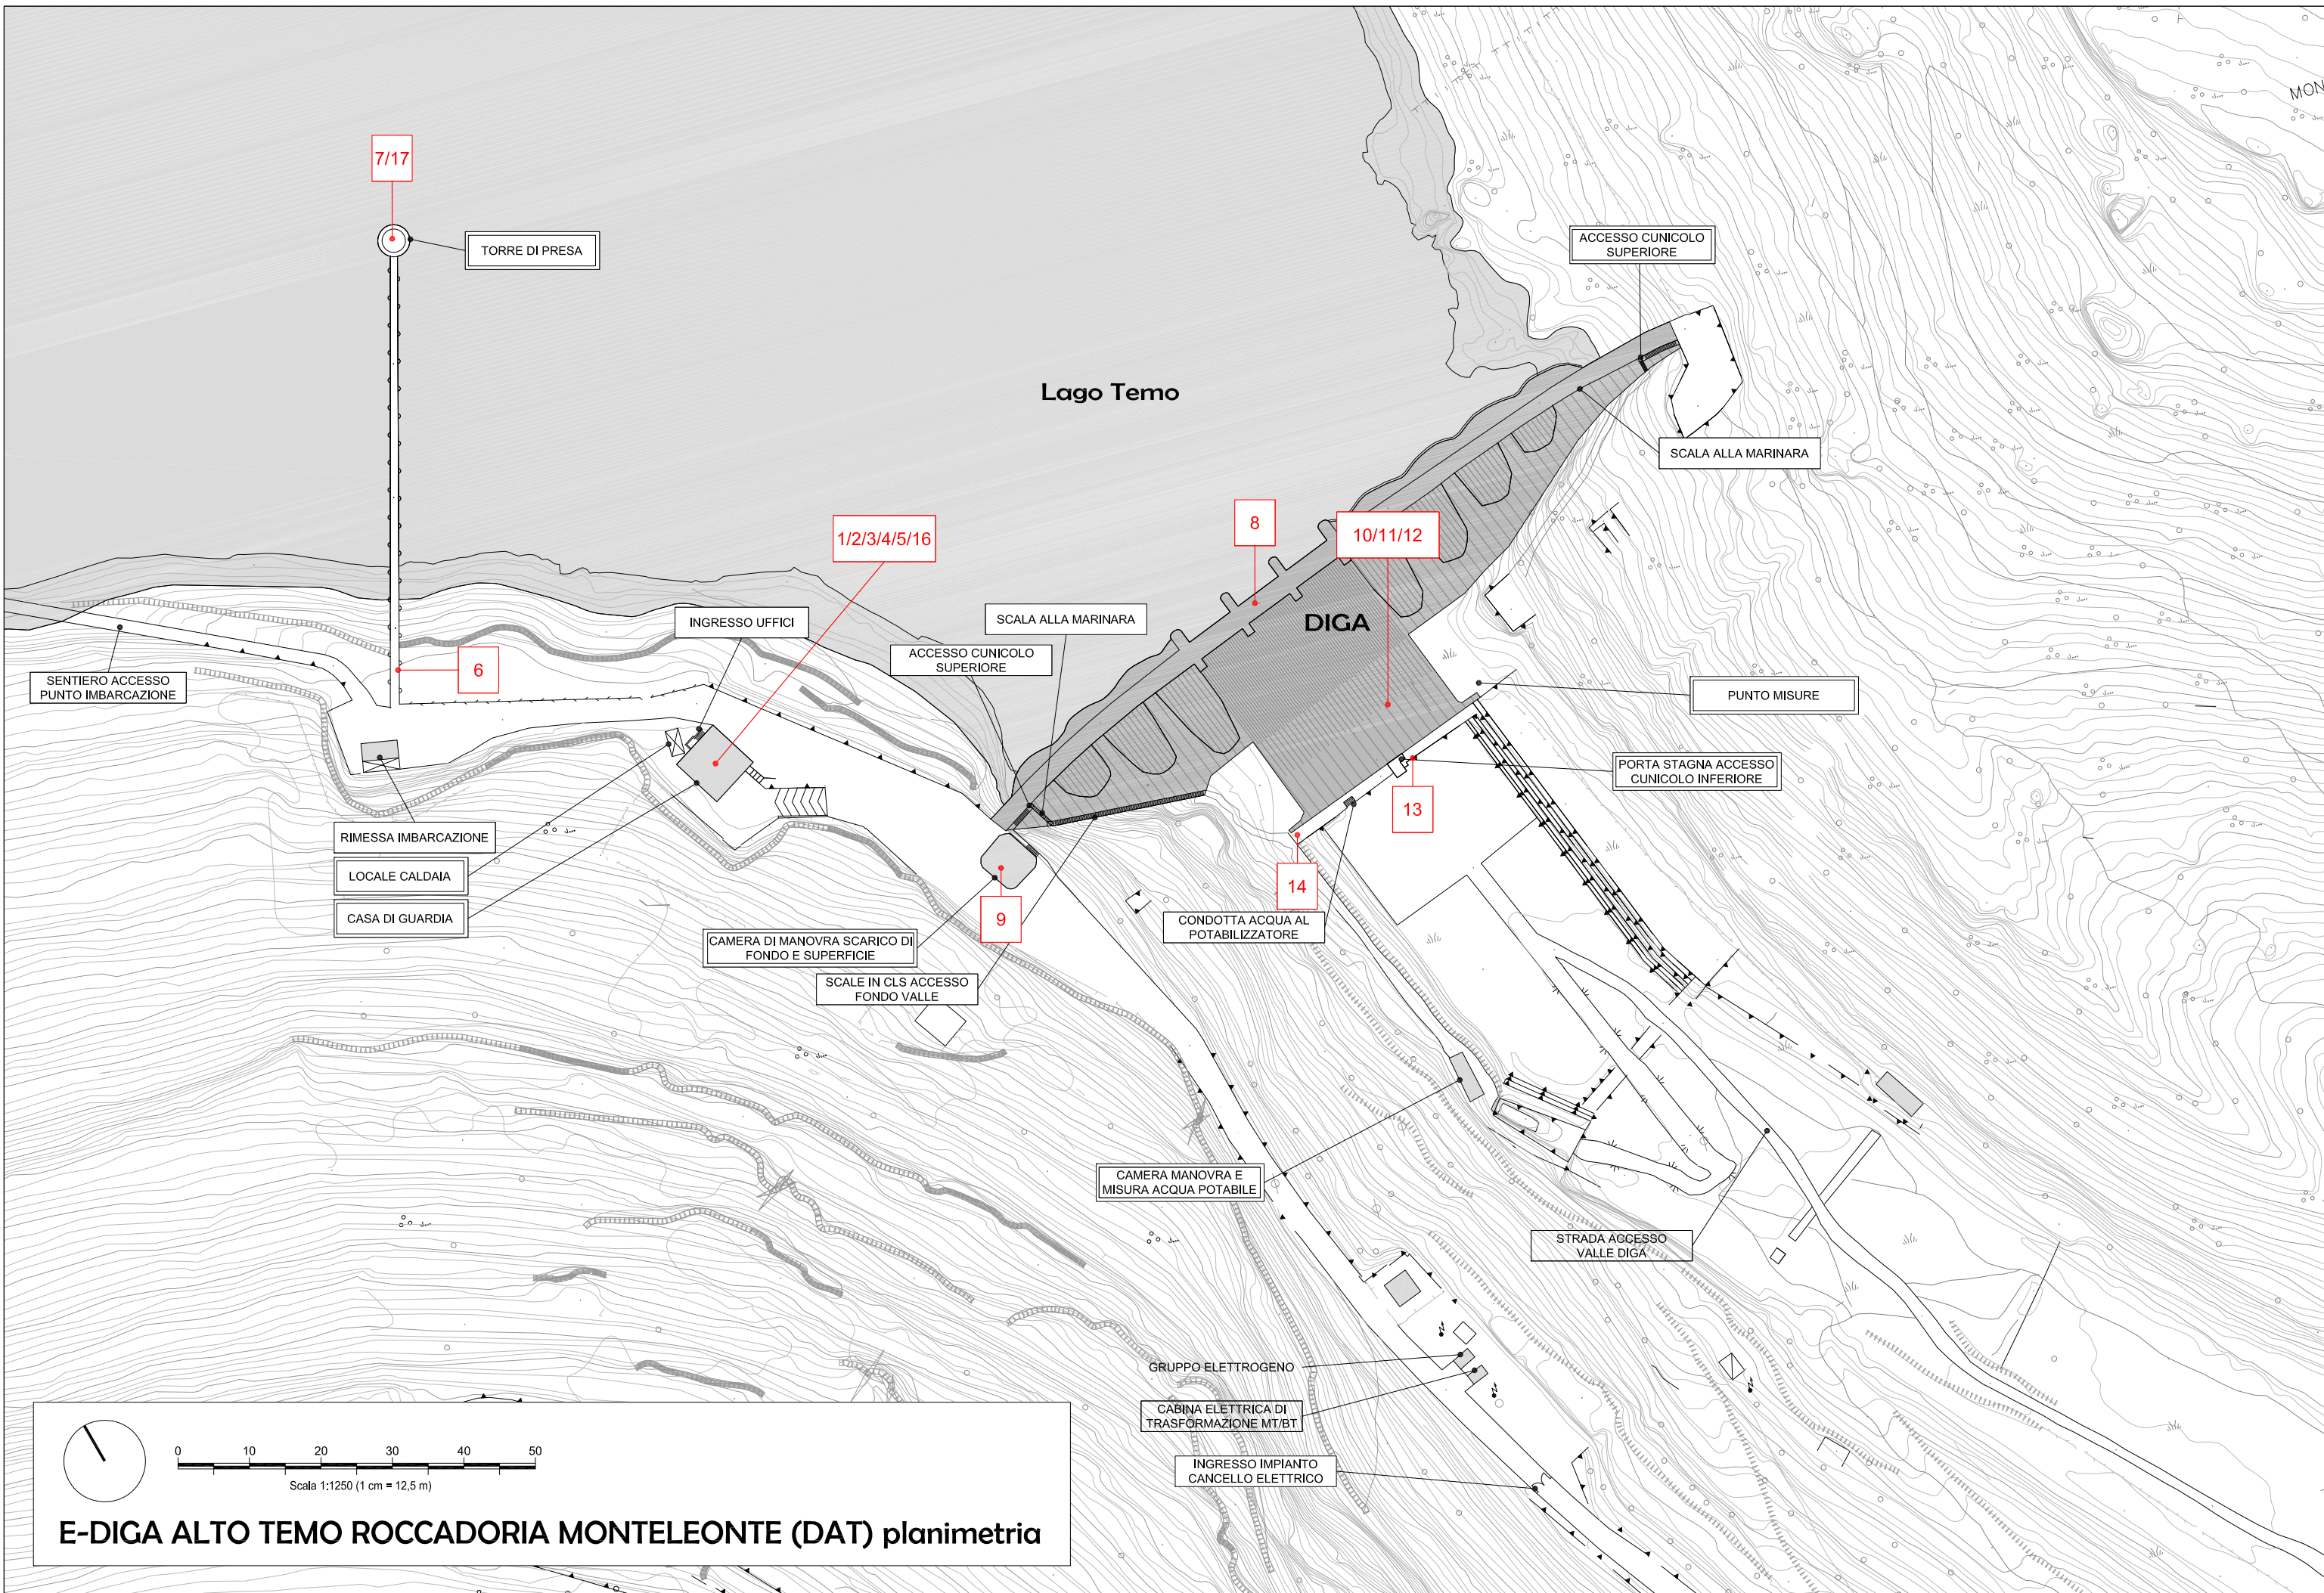 MON
7/17
TORRE DI PRESA
ACCESSO CUNICOLO
SUPERIORE
Lago Temo
SCALA ALLA MARINARA
8
10/11/12
1/2/3/4/5/16
DIGA
INGRESSO UFFICI
SCALA ALLA MARINARA
ACCESSO CUNICOLO
SUPERIORE
6
SENTIERO ACCESSO
PUNTO IMBARCAZIONE
PUNTO MISURE
PORTA STAGNA ACCESSO
CUNICOLO INFERIORE
13
RIMESSA IMBARCAZIONE
LOCALE CALDAIA
CASA DI GUARDIA
14
9
CONDOTTA ACQUA AL
POTABILIZZATORE
CAMERA DI MANOVRA SCARICO DI
FONDO E SUPERFICIE
SCALE IN CLS ACCESSO
FONDO VALLE
CAMERA MANOVRA E
MISURA ACQUA POTABILE
STRADA ACCESSO
VALLE DIGA
GRUPPO ELETTROGENO
CABINA ELETTRICA DI
TRASFORMAZIONE MT/BT
INGRESSO IMPIANTO
CANCELLO ELETTRICO
0 10 20 30 40 50
Scala 1:1250 (1 cm = 12,5 m)
E-DIGA ALTO TEMO ROCCADORIA MONTELEONTE (DAT) planimetria